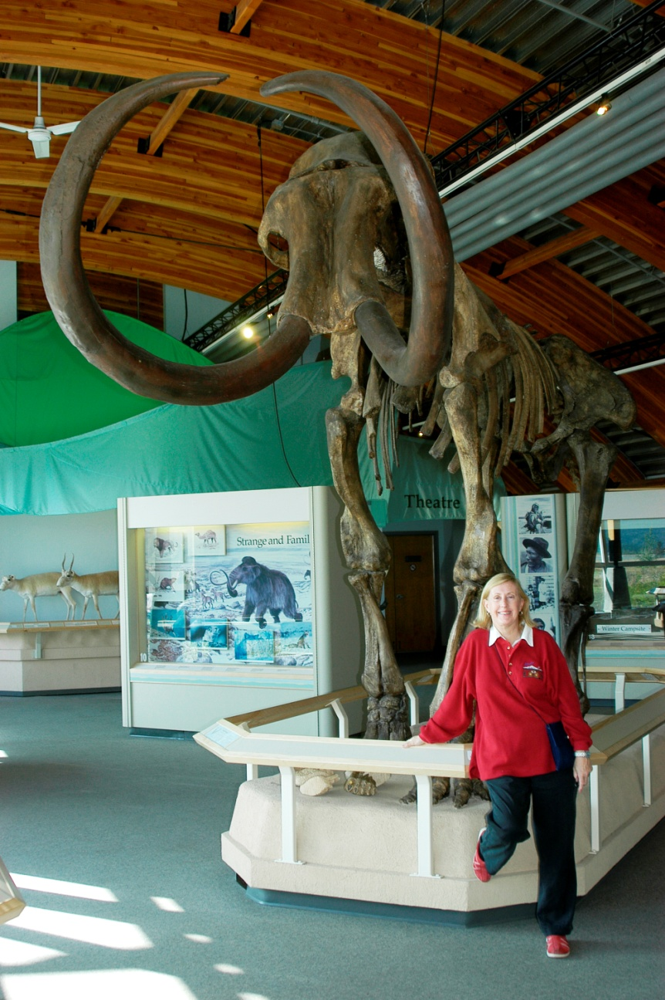 Theatre
Strange and Famil
Winter Campsite
10